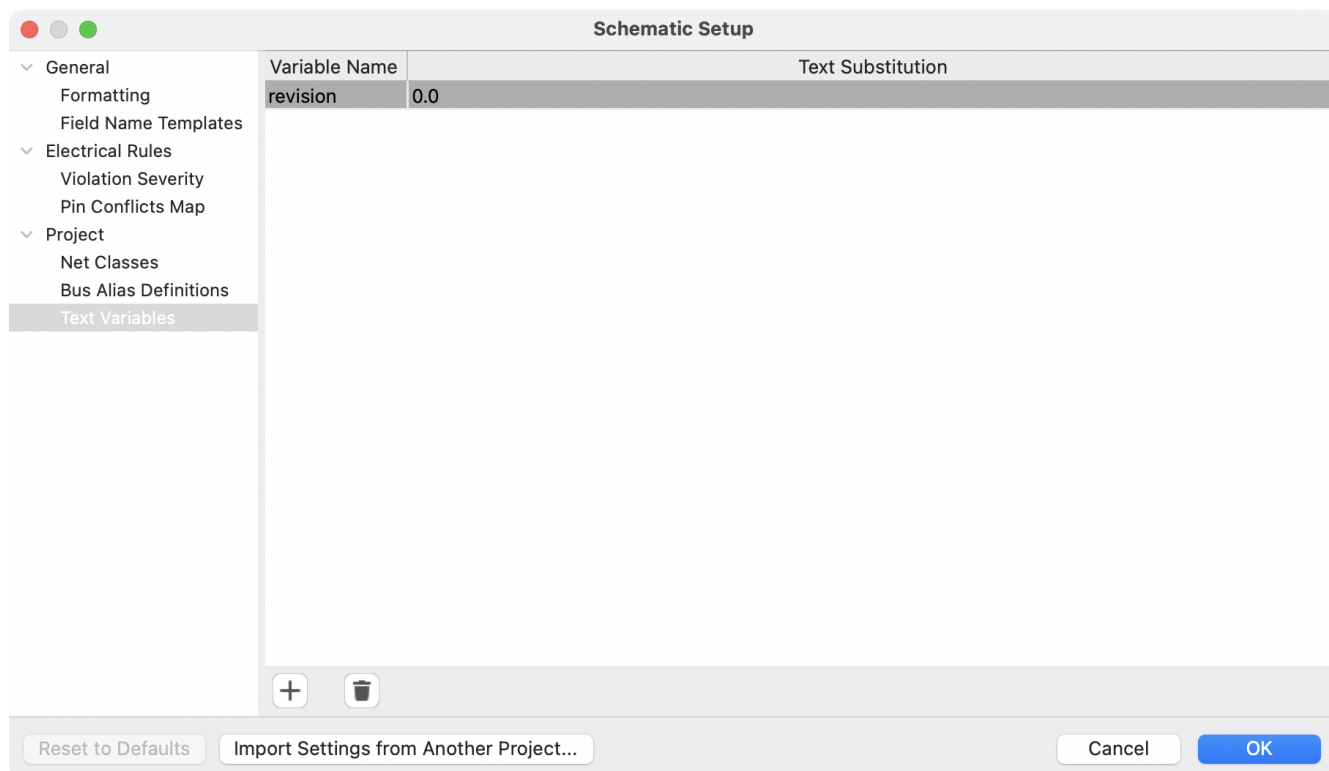 Schematic Setup
General
Formatting
Field Name Templates
Electrical Rules
Violation Severity
Pin Conflicts Map
Project
Net Classes
Bus Alias Definitions
Text Variables
Variable Name Text Substitution
revision 0.0
Reset to Defaults Import Settings from Another Project... Cancel OK